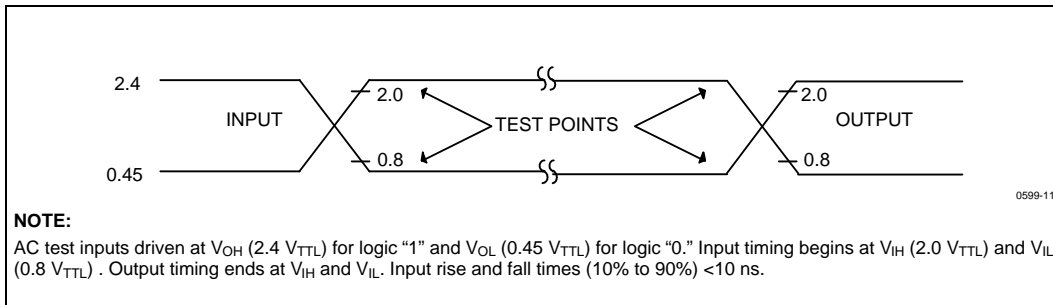 2.4
2.0
2.0
INPUT
TEST POINTS
OUTPUT
0.8
0.8
0.45
0599-11
NOTE:
AC test inputs driven at VOH (2.4 VTTL) for logic “1” and VOL (0.45 VTTL) for logic “0.” Input timing begins at VIH (2.0 VTTL) and VIL
(0.8 VTTL) . Output timing ends at VIH and VIL. Input rise and fall times (10% to 90%) <10 ns.